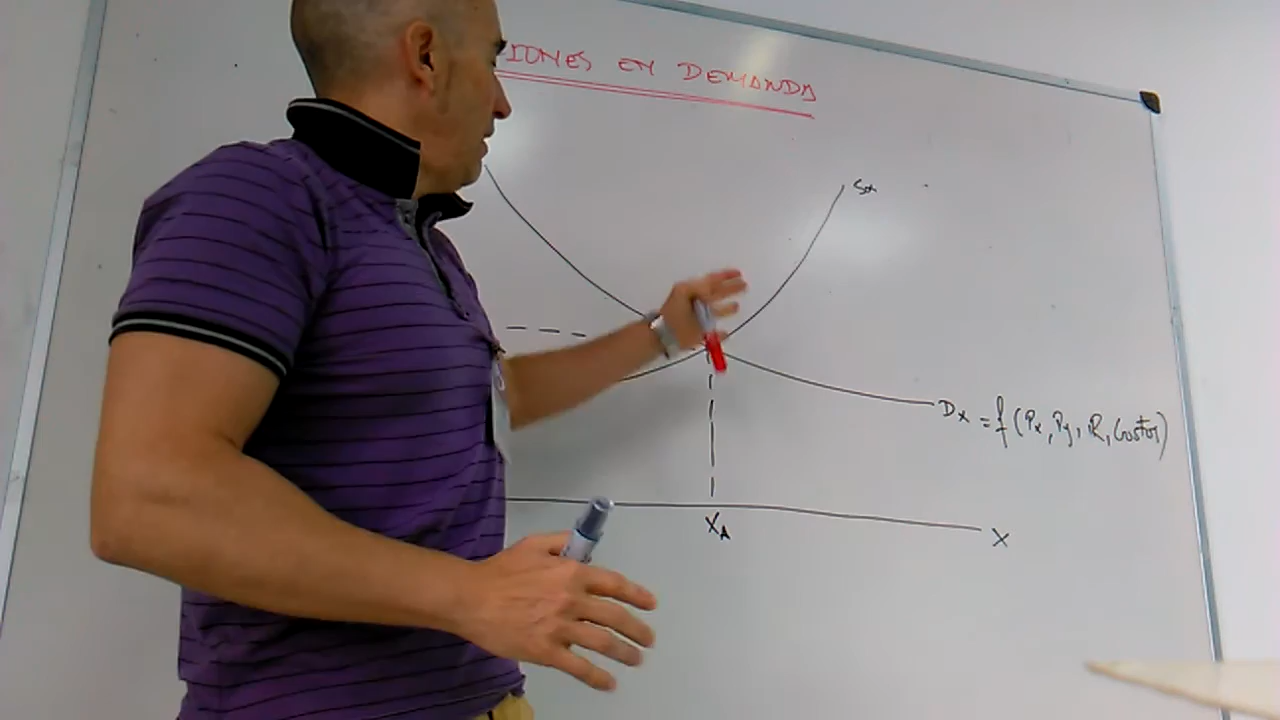 IONES EN DEMANDA
Sx
Dx = f (Px, Py, R, Gustos)
XA
X